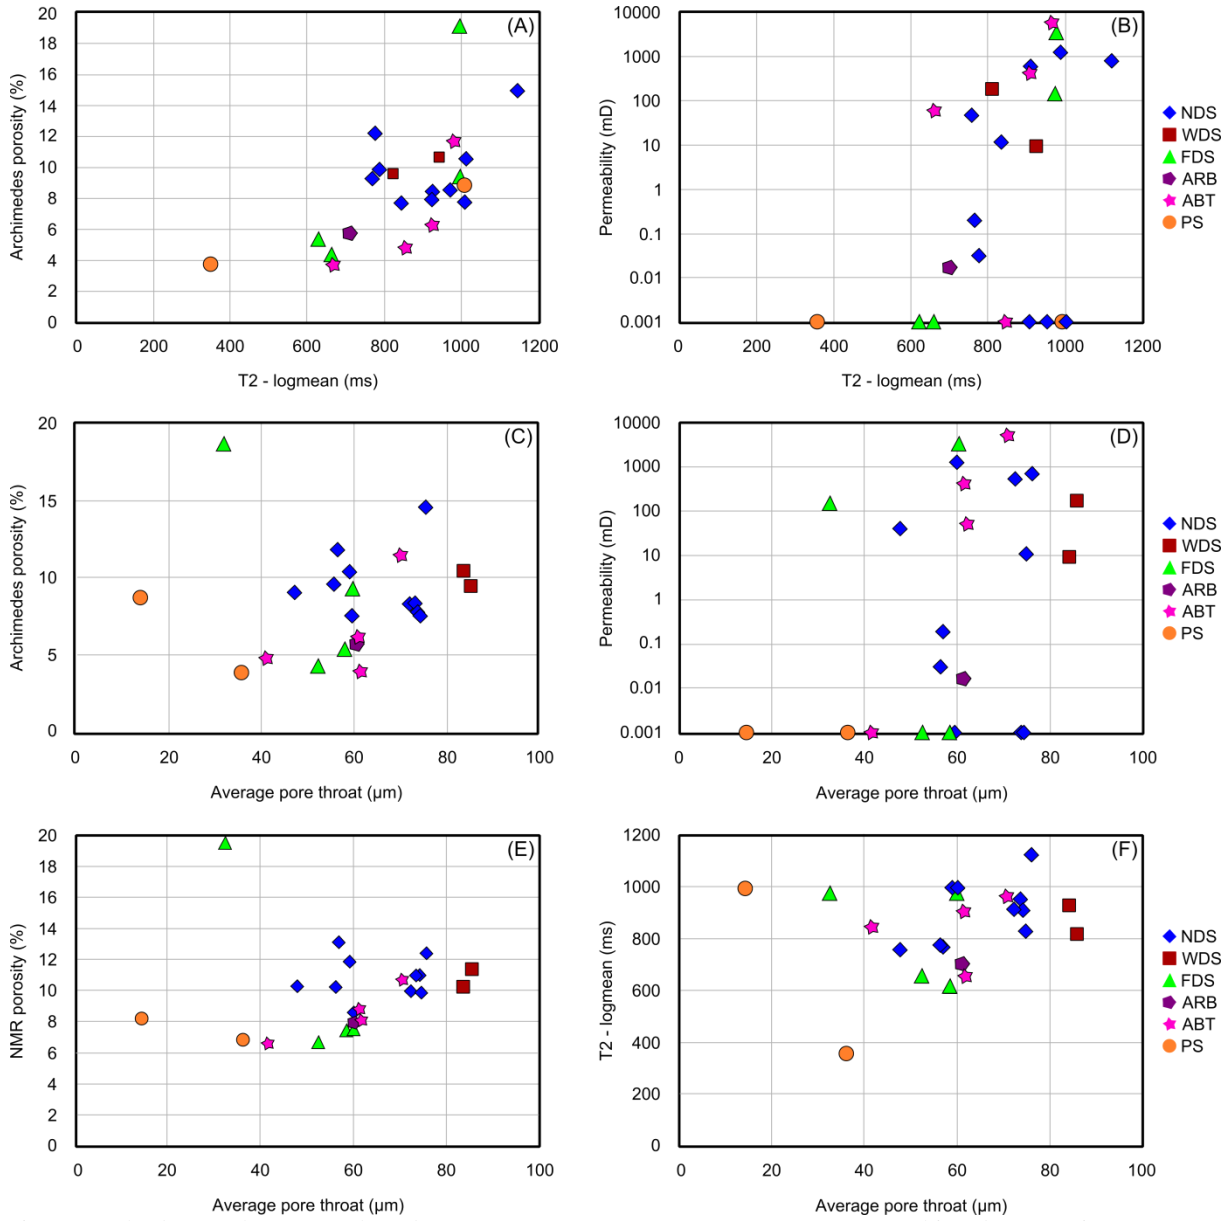 (A)
Archimedes porosity (%)
20
18
16
14
12
10
8
6
4
2
0
0 200 400 600 800 1000 1200
T2 - logmean (ms)
(B)
Permeability (mD)
10000
1000
100
10
1
0.1
0.01
0.001
0 200 400 600 800 1000 1200
T2 - logmean (ms)
NDS
WDS
FDS
ARB
ABT
PS
(C)
Archimedes porosity (%)
20
15
10
5
0
0 20 40 60 80 100
Average pore throat (µm)
(D)
Permeability (mD)
10000
1000
100
10
1
0.1
0.01
0.001
0 20 40 60 80 100
Average pore throat (µm)
NDS
WDS
FDS
ARB
ABT
PS
(E)
NMR porosity (%)
20
18
16
14
12
10
8
6
4
2
0
0 20 40 60 80 100
Average pore throat (µm)
(F)
T2 - logmean (ms)
1200
1000
800
600
400
200
0
0 20 40 60 80 100
Average pore throat (µm)
NDS
WDS
FDS
ARB
ABT
PS